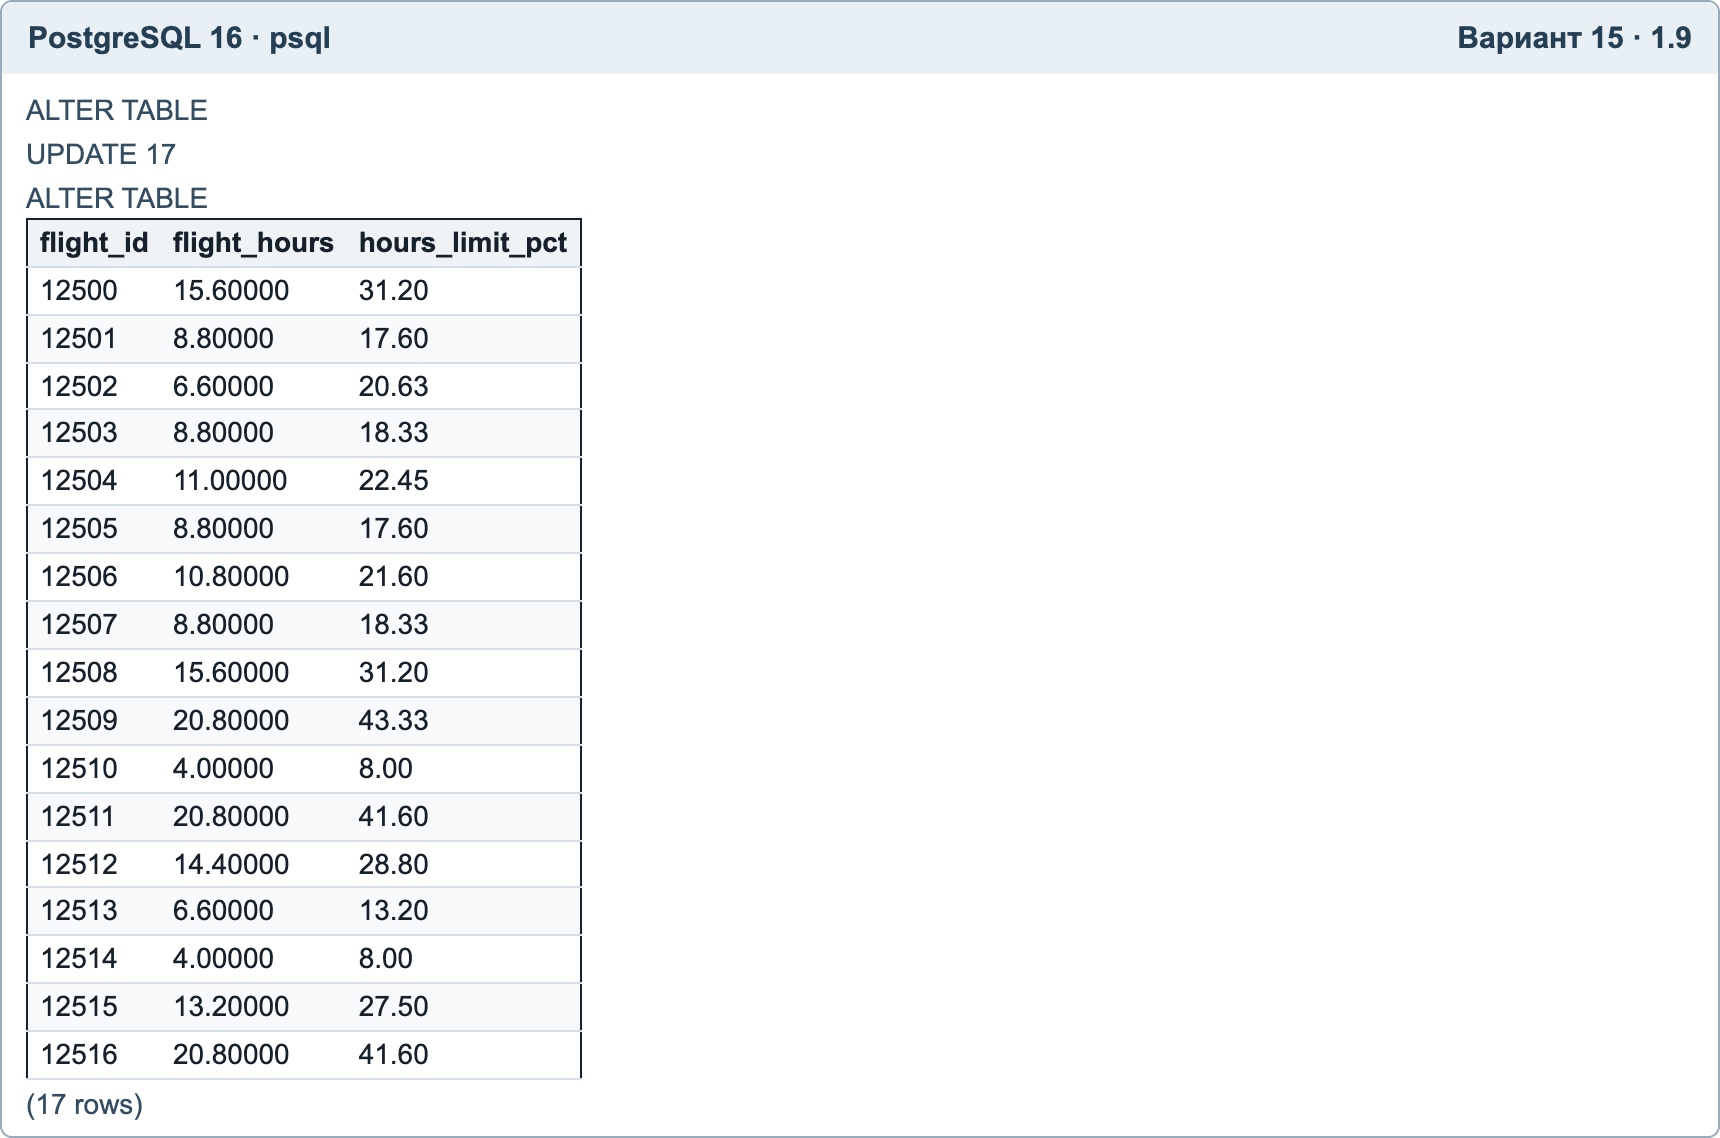 PostgreSQL 16 · psql Вариант 15 · 1.9
ALTER TABLE
UPDATE 17
ALTER TABLE
flight_id flight_hours hours_limit_pct
12500 15.60000 31.20
12501 8.80000 17.60
12502 6.60000 20.63
12503 8.80000 18.33
12504 11.00000 22.45
12505 8.80000 17.60
12506 10.80000 21.60
12507 8.80000 18.33
12508 15.60000 31.20
12509 20.80000 43.33
12510 4.00000 8.00
12511 20.80000 41.60
12512 14.40000 28.80
12513 6.60000 13.20
12514 4.00000 8.00
12515 13.20000 27.50
12516 20.80000 41.60
(17 rows)